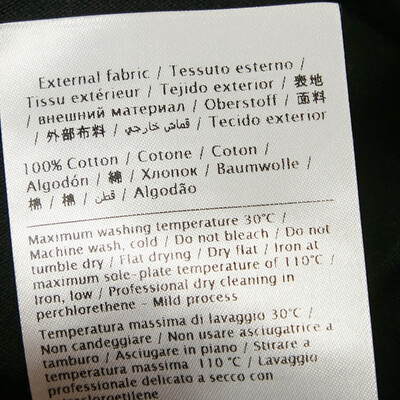 External fabric / Tessuto esterno /
Tissu extérieur / Tejido exterior / 表地
/ внешний материал / Oberstoff / 面料
/ 外部布料 / قماش خارجي / Tecido exterior
100% Cotton / Cotone / Coton /
Algodón / 綿 / Хлопок / Baumwolle /
棉 / 棉 / قطن / Algodão
Maximum washing temperature 30°C /
Machine wash, cold / Do not bleach / Do not
tumble dry / Flat drying / Dry flat / Iron at
maximum sole-plate temperature of 110°C /
Iron, low / Professional dry cleaning in
perchlorethene - Mild process
Temperatura massima di lavaggio 30°C /
Non candeggiare / Non usare asciugatrice a
tamburo / Asciugare in piano / Stirare a
temperatura massima 110 °C / Lavaggio
professionale delicato a secco con